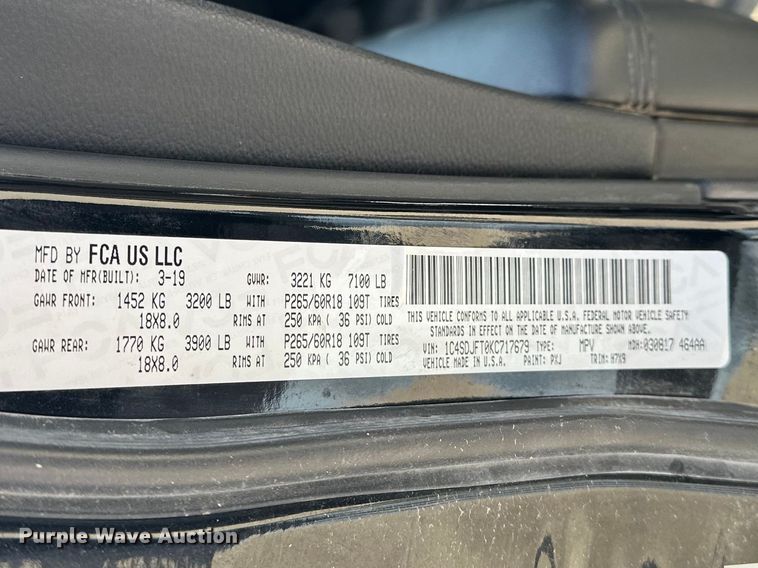 MFD BY FCA US LLC
DATE OF MFR(BUILT): 3-19 GVWR: 3221 KG 7100 LB
GAWR FRONT: 1452 KG 3200 LB WITH P265/60R18 109T TIRES
18X8.0 RIMS AT 250 KPA ( 36 PSI) COLD
GAWR REAR: 1770 KG 3900 LB WITH P265/60R18 109T TIRES
18X8.0 RIMS AT 250 KPA ( 36 PSI) COLD
THIS VEHICLE CONFORMS TO ALL APPLICABLE U.S.A. FEDERAL MOTOR VEHICLE SAFETY
STANDARDS IN EFFECT ON THE DATE OF MANUFACTURE SHOWN ABOVE.
VIN: 1C4SDJFT0KC717679 TYPE: MPV MDH: 030817 464AA
VEHICLE MADE IN U.S.A. PAINT: PXJ TRIM: H7X9
Purple Wave Auction